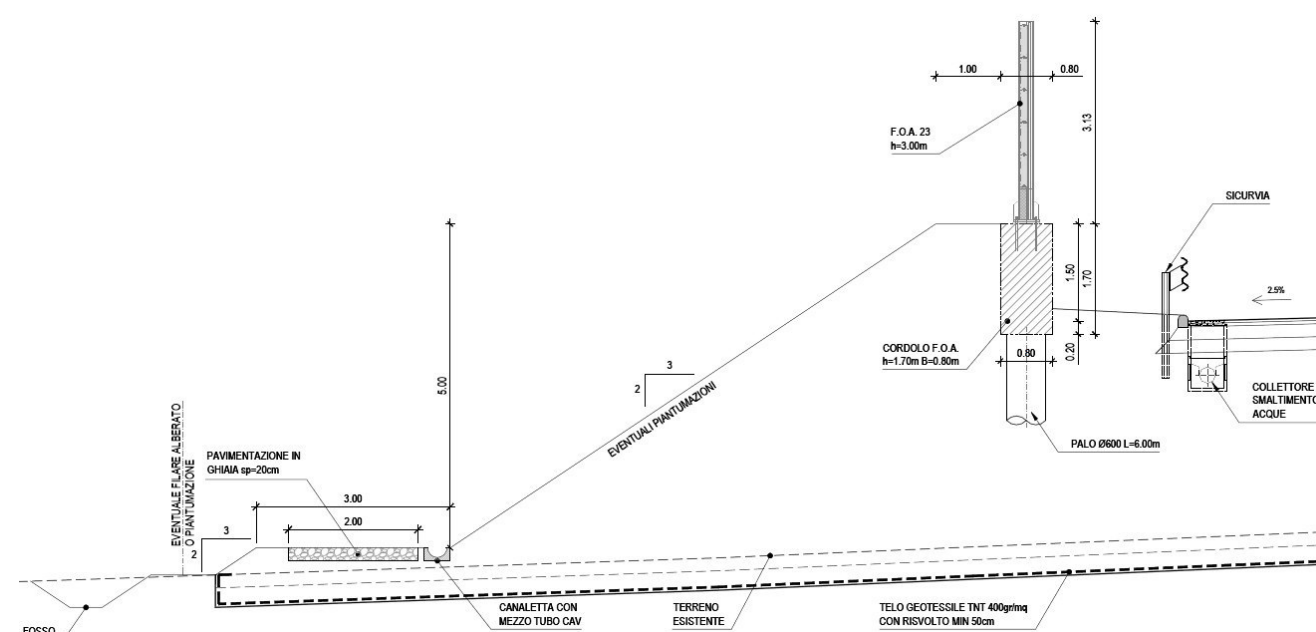 1.00
0.80
3.13
F.O.A. 23
h=3.00m
SICURVIA
1.50
1.70
2.5%
5.00
3
2
EVENTUALI PIANTUMAZIONI
CORDOLO F.O.A.
h=1.70m B=0.80m
0.80
0.20
COLLETTORE
SMALTIMENTO
ACQUE
PALO Ø600 L=6.00m
EVENTUALE FILARE ALBERATO
O PIANTUMAZIONE
PAVIMENTAZIONE IN
GHIAIA sp=20cm
3.00
2.00
3
2
FOSSO
CANALETTA CON
MEZZO TUBO CAV
TERRENO
ESISTENTE
TELO GEOTESSILE TNT 400gr/mq
CON RISVOLTO MIN 50cm